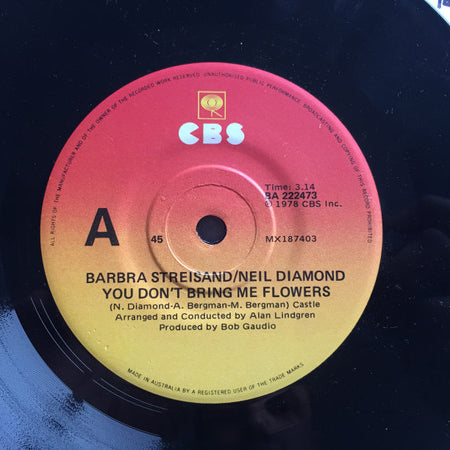 ALL RIGHTS OF THE MANUFACTURER AND OF THE OWNER OF THE RECORDED WORK RESERVED. UNAUTHORISED PUBLIC PERFORMANCE, BROADCASTING AND COPYING OF THIS RECORD PROHIBITED
CBS
Time: 3.14
BA 222473
℗ 1978 CBS Inc.
A
45
MX187403
BARBRA STREISAND/NEIL DIAMOND
YOU DON'T BRING ME FLOWERS
(N. Diamond-A. Bergman-M. Bergman) Castle
Arranged and Conducted by Alan Lindgren
Produced by Bob Gaudio
MADE IN AUSTRALIA BY A REGISTERED USER OF THE TRADE MARKS